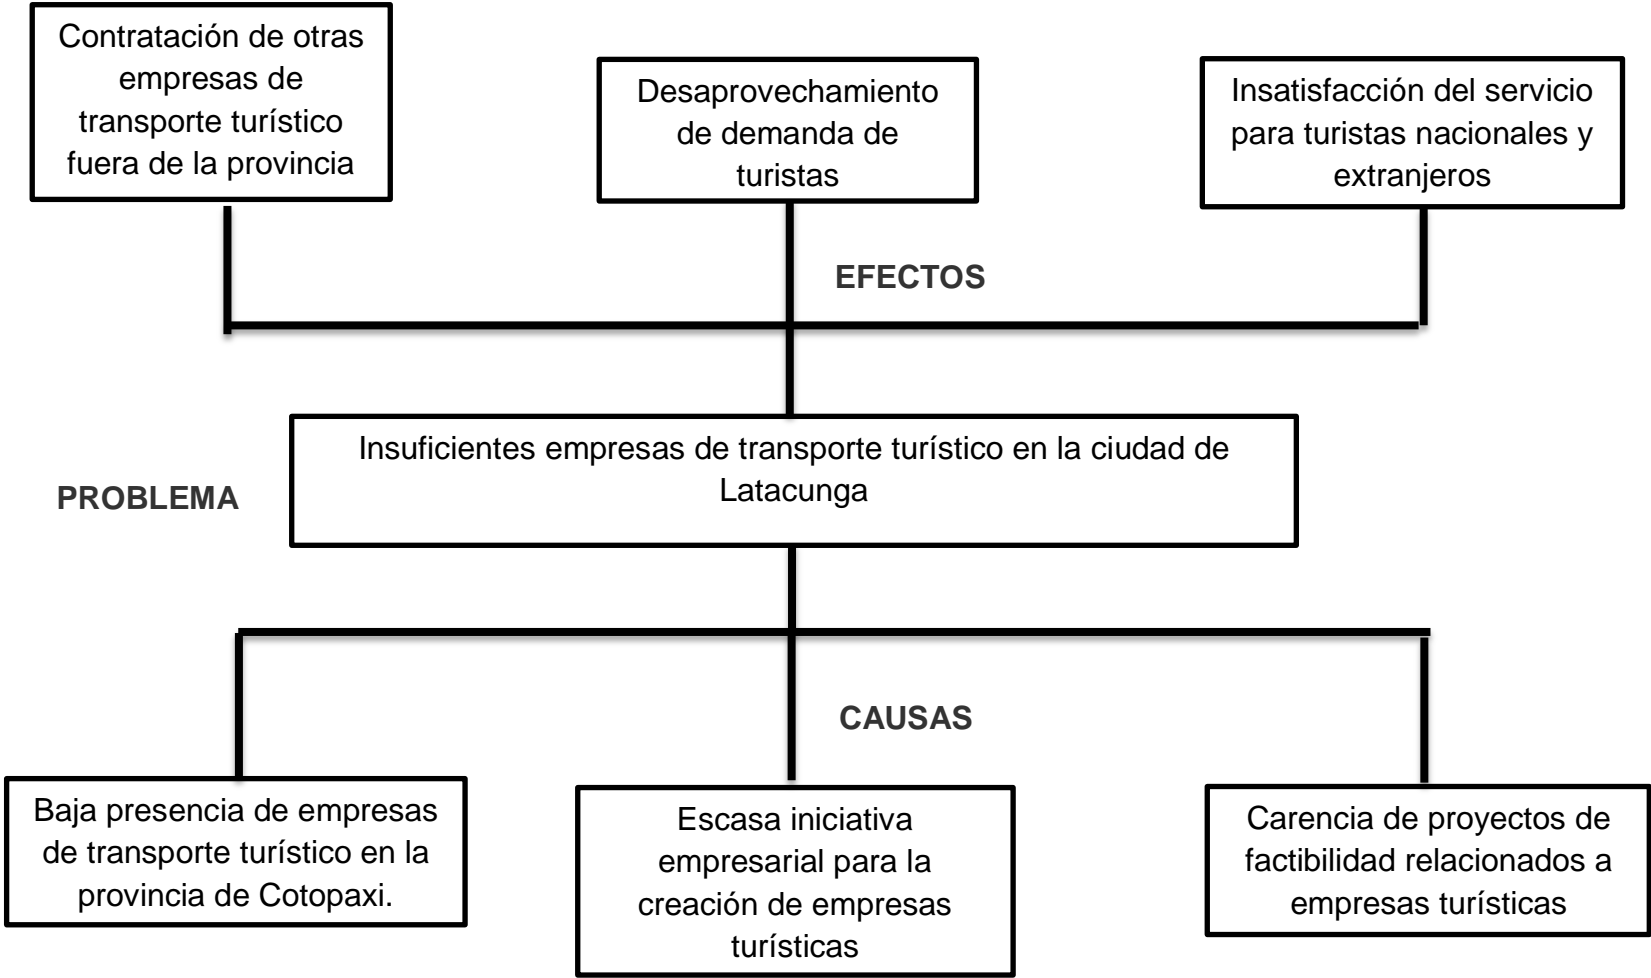 Contratación de otras
empresas de
transporte turístico
fuera de la provincia
Desaprovechamiento
de demanda de
turistas
Insatisfacción del servicio
para turistas nacionales y
extranjeros
EFECTOS
Insuficientes empresas de transporte turístico en la ciudad de
Latacunga
PROBLEMA
CAUSAS
Baja presencia de empresas
de transporte turístico en la
provincia de Cotopaxi.
Escasa iniciativa
empresarial para la
creación de empresas
turísticas
Carencia de proyectos de
factibilidad relacionados a
empresas turísticas